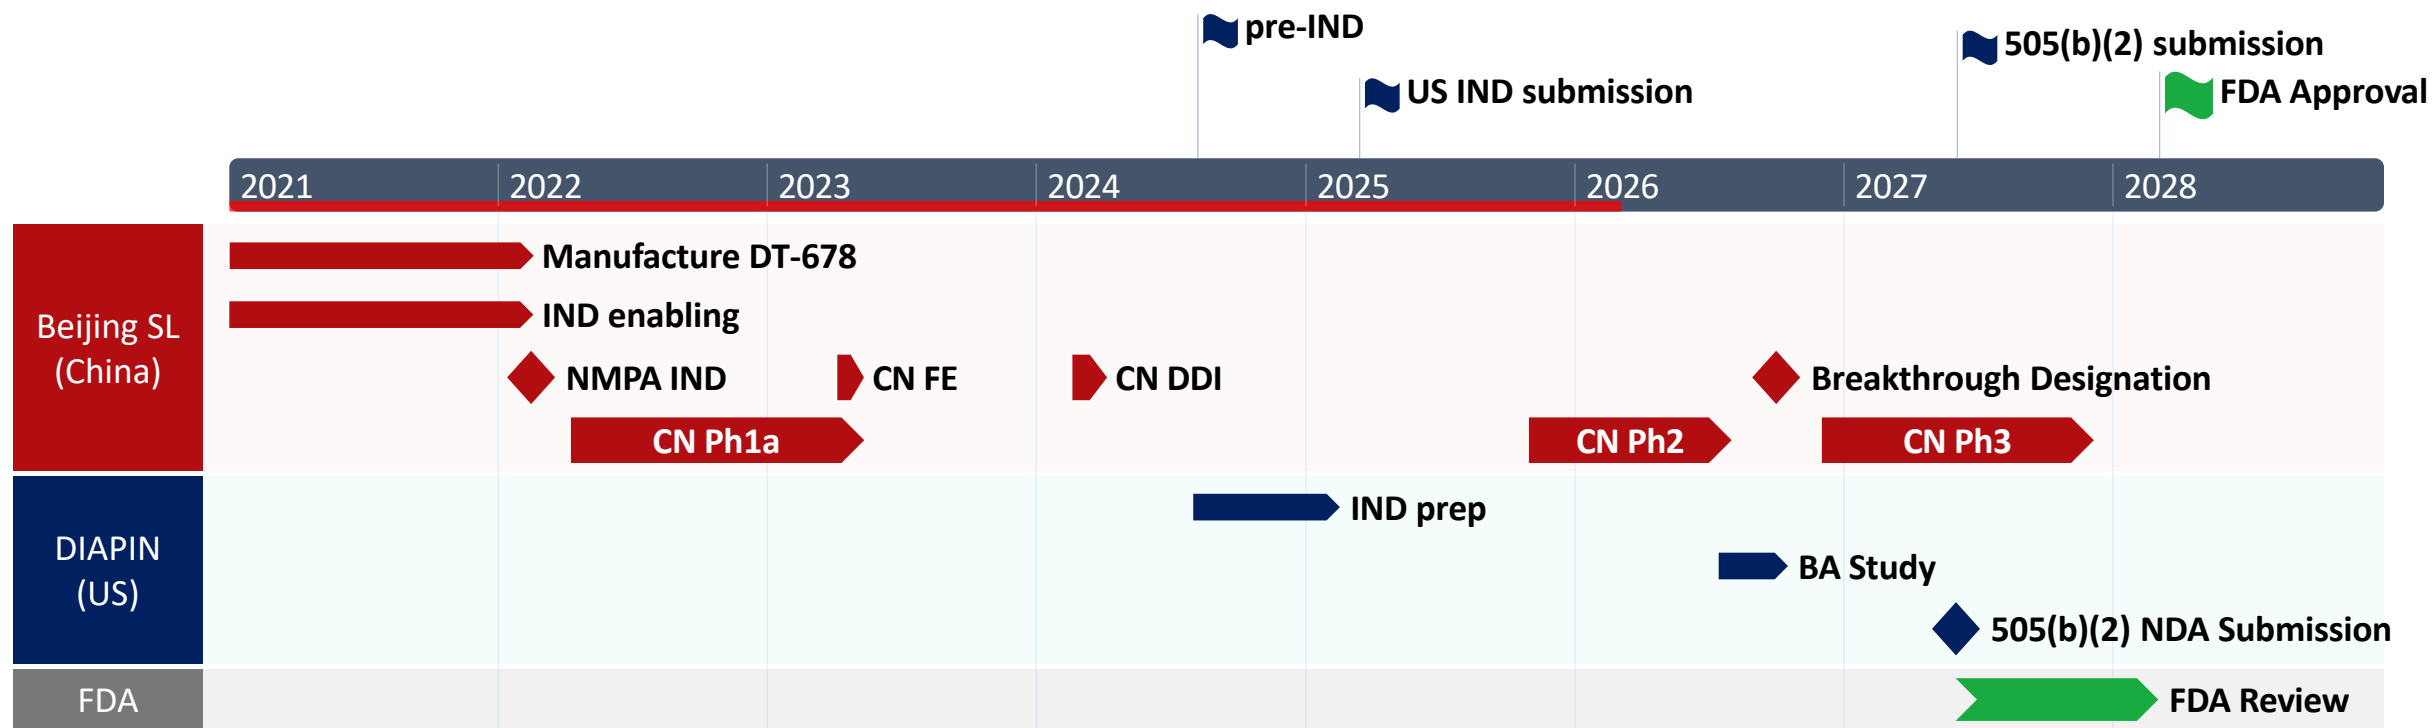 pre-IND
505(b)(2) submission
US IND submission
FDA Approval
2021
2022
2023
2024
2025
2026
2027
2028
Beijing SL
(China)
Manufacture DT-678
IND enabling
NMPA IND
CN FE
CN DDI
Breakthrough Designation
CN Ph1a
CN Ph2
CN Ph3
DIAPIN
(US)
IND prep
BA Study
505(b)(2) NDA Submission
FDA
FDA Review